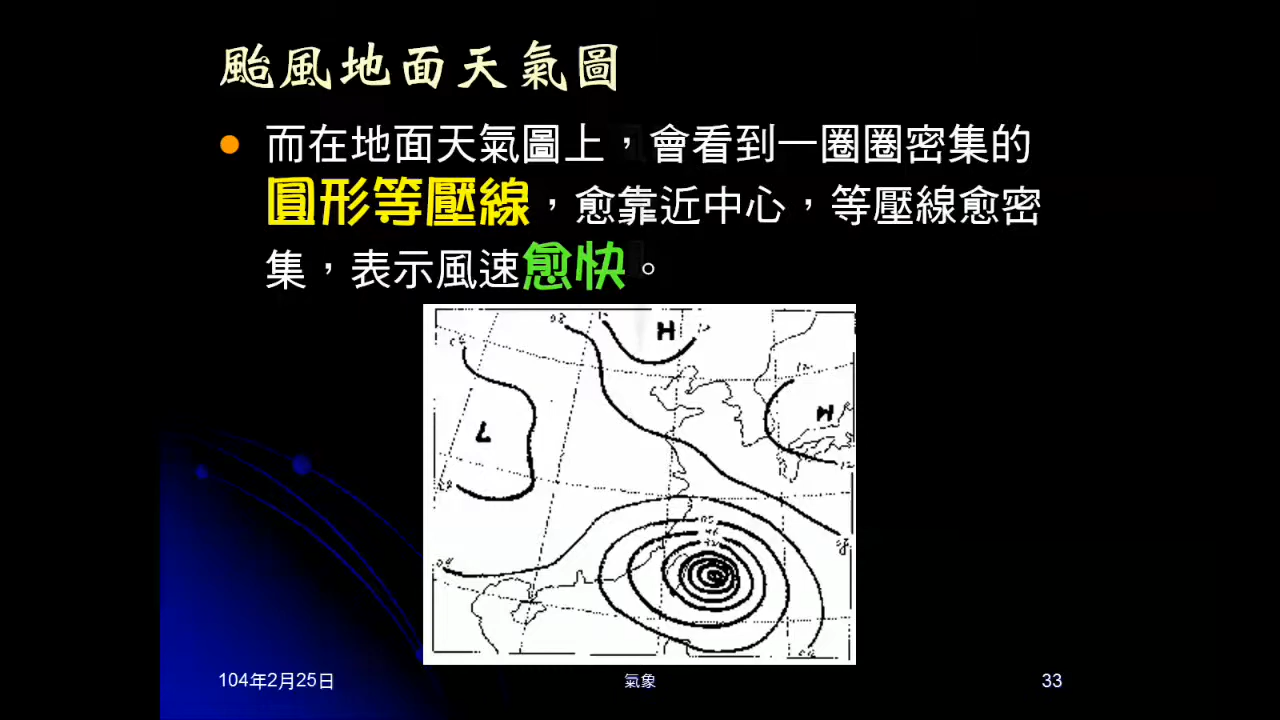 颱風地面天氣圖
而在地面天氣圖上，會看到一圈圈密集的
圓形等壓線，愈靠近中心，等壓線愈密
集，表示風速愈快。
H
H
L
104年2月25日
氣象
33